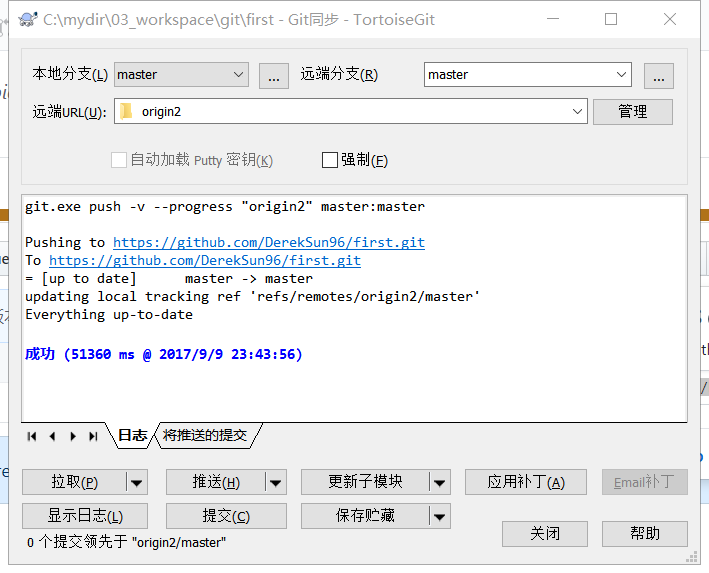 C:\mydir\03_workspace\git\first - Git同步 - TortoiseGit
本地分支(L) master ... 远端分支(R) master ...
远端URL(U): origin2 管理
自动加载 Putty 密钥(K) 强制(F)
git.exe push -v --progress "origin2" master:master
Pushing to https://github.com/DerekSun96/first.git
To https://github.com/DerekSun96/first.git
= [up to date]      master -> master
updating local tracking ref 'refs/remotes/origin2/master'
Everything up-to-date
成功 (51360 ms @ 2017/9/9 23:43:56)
日志 将推送的提交
拉取(P) 推送(H) 更新子模块 应用补丁(A) Email补丁
显示日志(L) 提交(C) 保存贮藏
0 个提交领先于 "origin2/master" 关闭 帮助